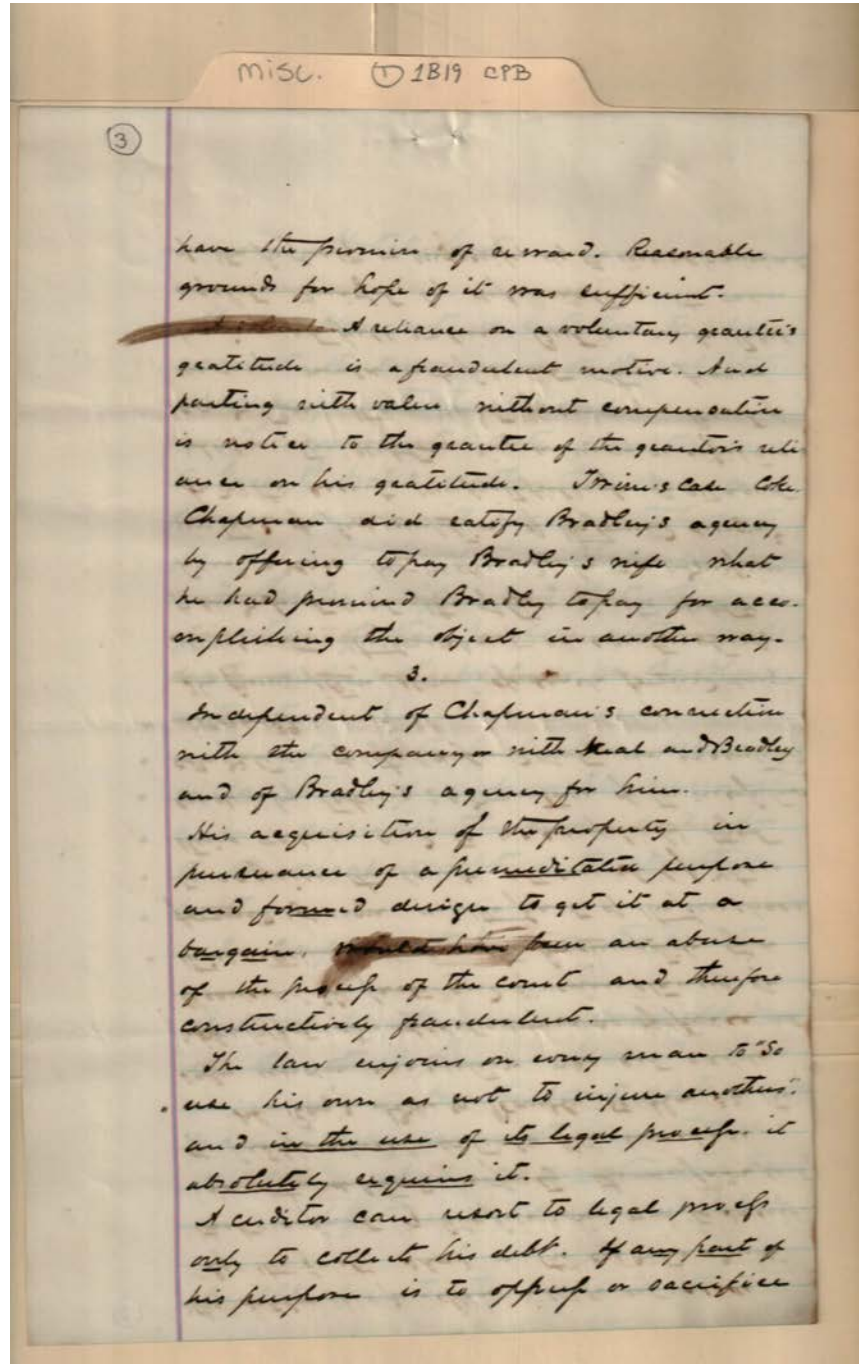 misc. ① 1B19 CPB
③
have the promise of reward. Reasonable
grounds for hope of it was sufficient.
A reliance on a voluntary grantee's
gratitude is a fraudulent motive. And
parting with value without compensation
is notice to the grantee of the grantor's reli
ance on his gratitude. Twine's Case Coke.
Chapman did ratify Bradley's agency
by offering to pay Bradley's wife what
he had promised Bradley to pay for acco-
mplishing the object in another way.
3.
Independent of Chapman's connection
with the company or with Neal and Bradley
and of Bradley's agency for him.
His acquisition of the property in
pursuance of a premeditated purpose
and formed design to get it at a
bargain, would have been an abuse
of the process of the court and therefore
constructively fraudulent.
The law enjoins on every man to "So
use his own as not to injure another's".
and in the use of its legal process. it
absolutely requires it.
A creditor can resort to legal process
only to collect his debt. If any part of
his purpose is to oppress or sacrifice